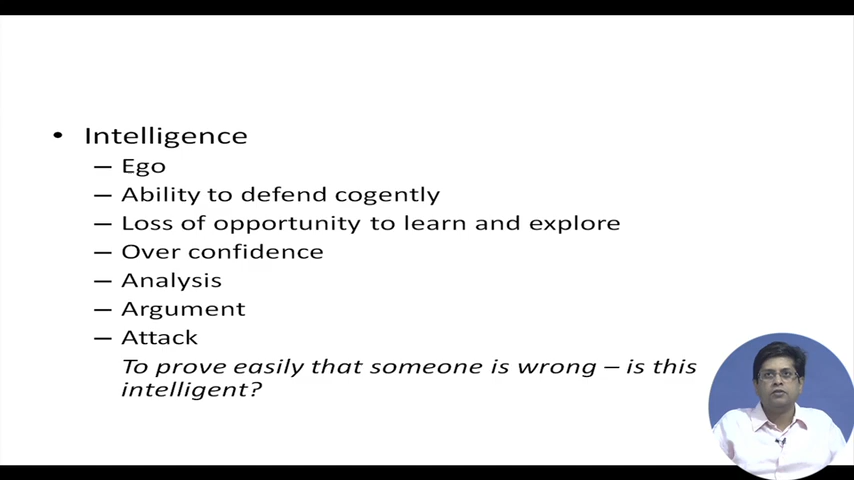 • Intelligence
– Ego
– Ability to defend cogently
– Loss of opportunity to learn and explore
– Over confidence
– Analysis
– Argument
– Attack
To prove easily that someone is wrong – is this
intelligent?